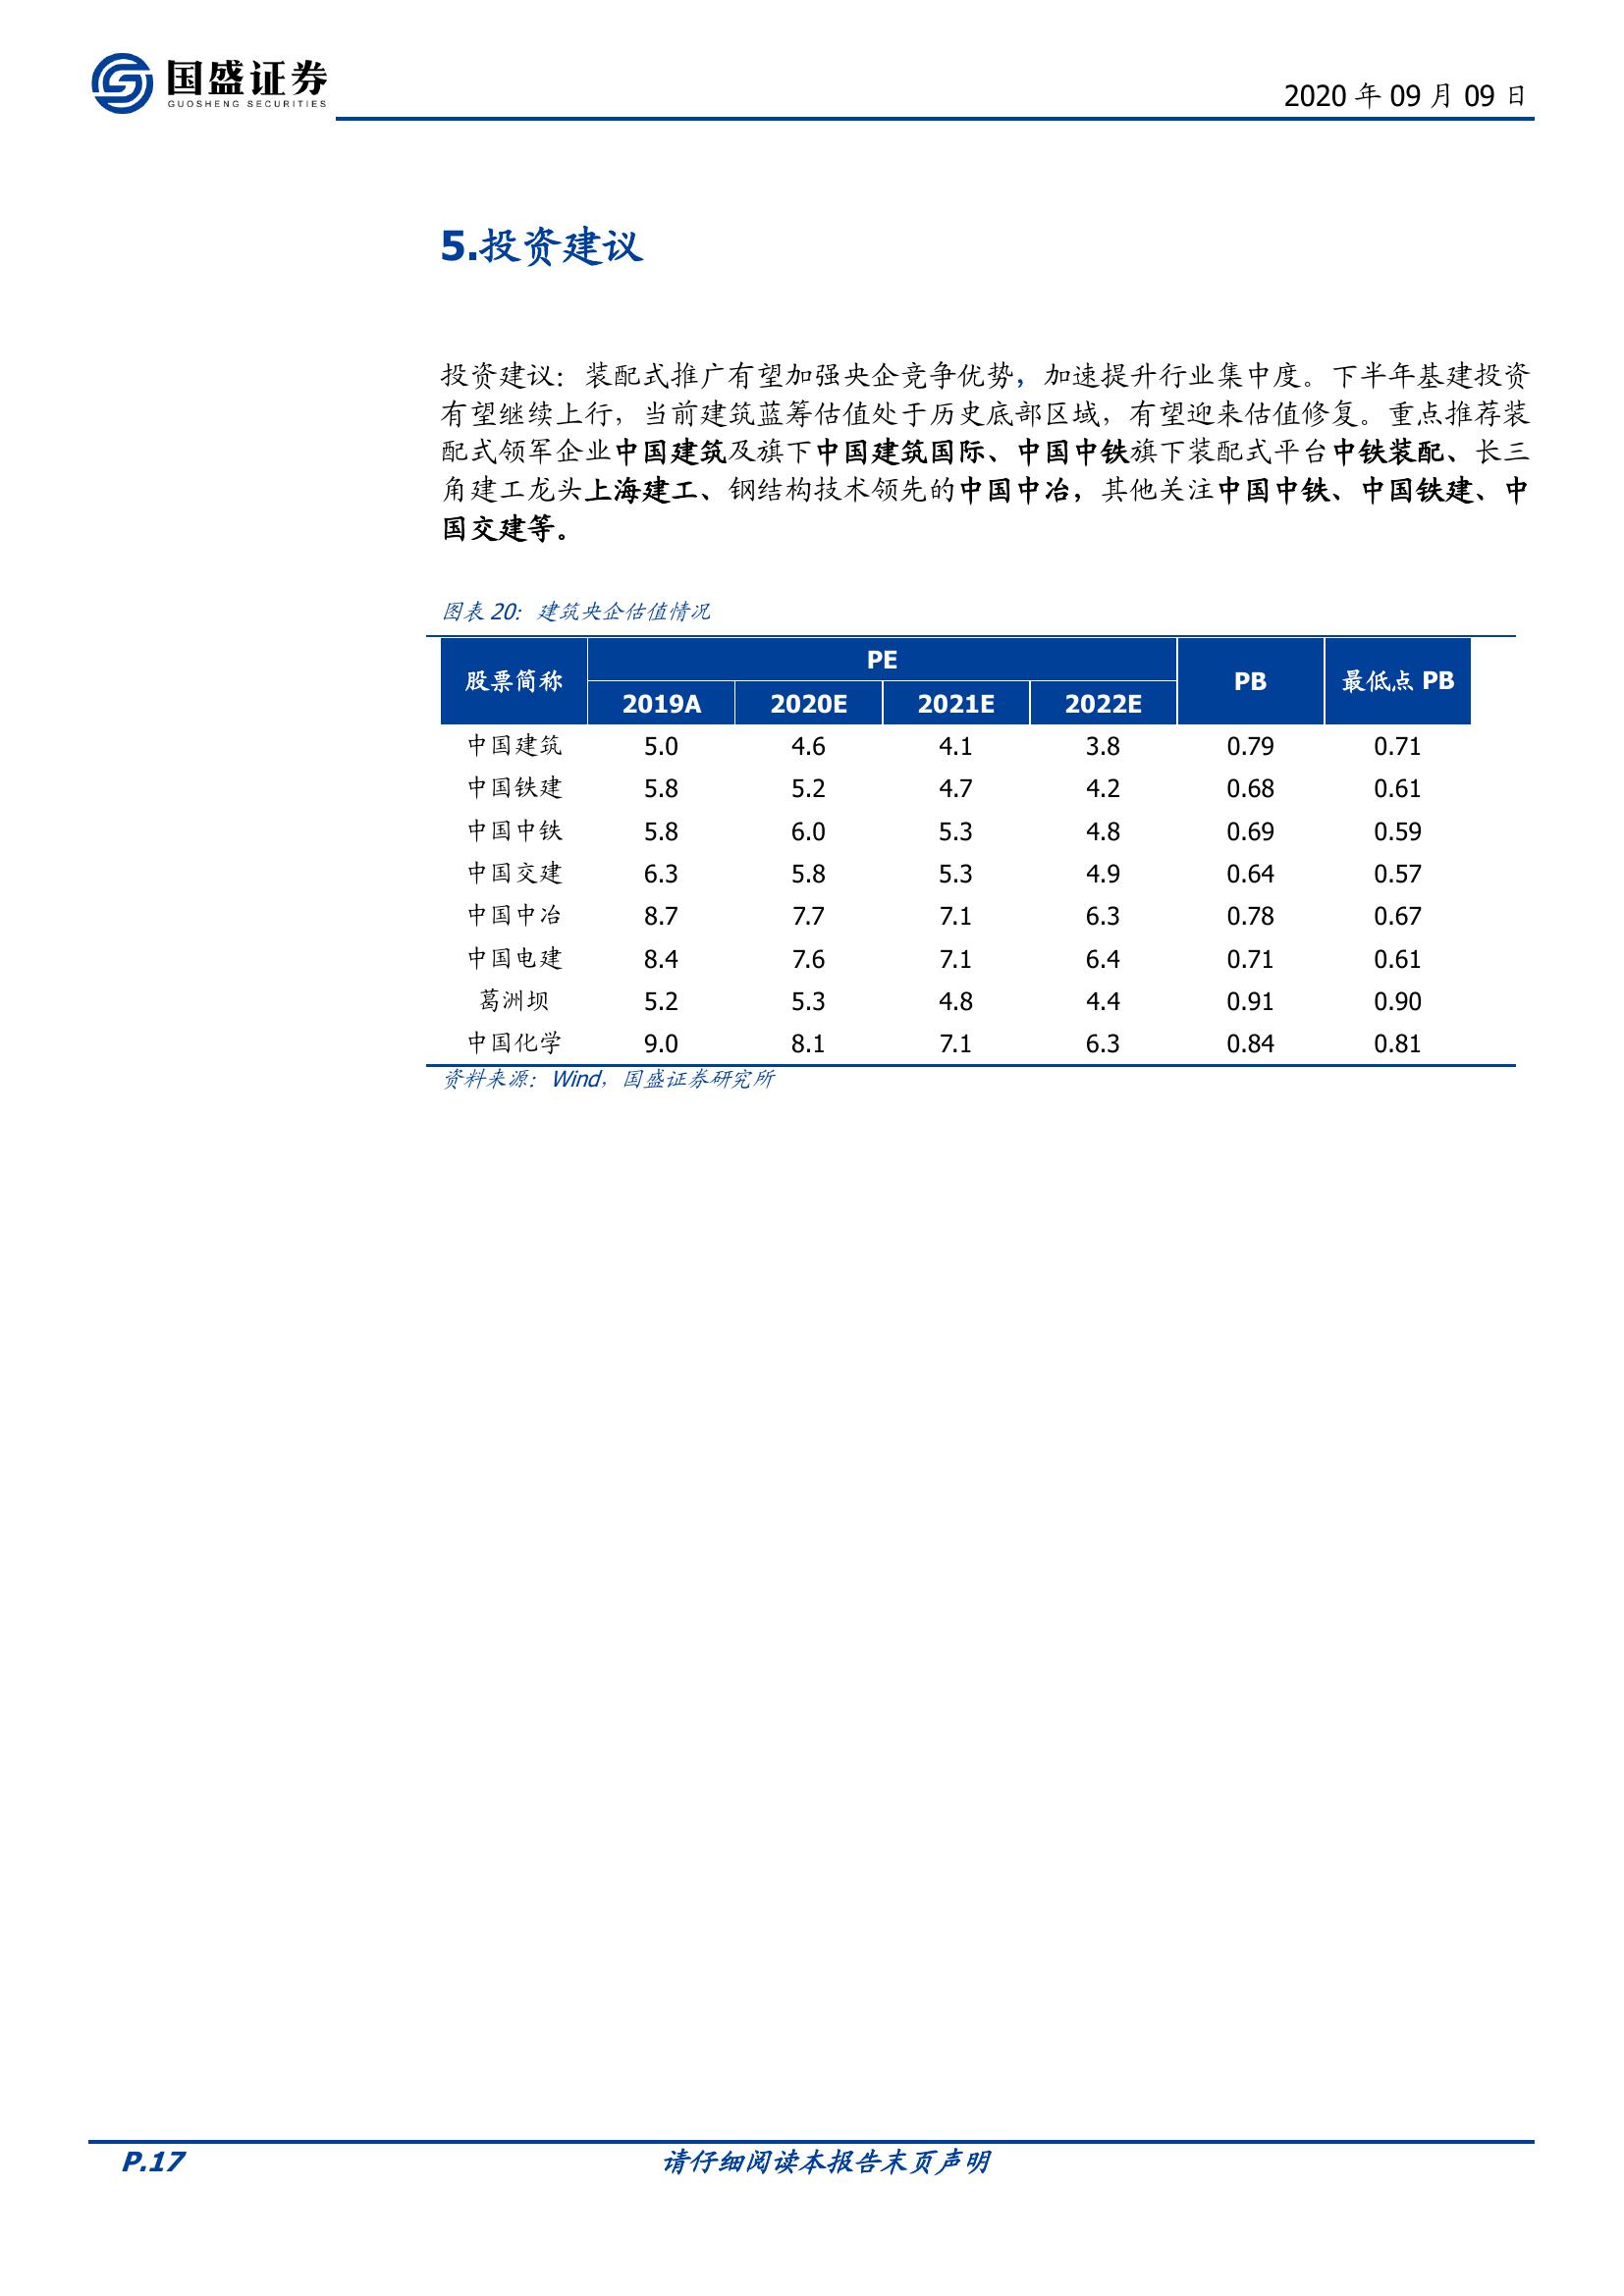 国盛证券
GUOSHENG SECURITIES
2020 年 09 月 09 日
5.投资建议
投资建议：装配式推广有望加强央企竞争优势，加速提升行业集中度。下半年基建投资
有望继续上行，当前建筑蓝筹估值处于历史底部区域，有望迎来估值修复。重点推荐装
配式领军企业中国建筑及旗下中国建筑国际、中国中铁旗下装配式平台中铁装配、长三
角建工龙头上海建工、钢结构技术领先的中国中冶，其他关注中国中铁、中国铁建、中
国交建等。
图表 20：建筑央企估值情况
股票简称 PE PB 最低点 PB
2019A 2020E 2021E 2022E
中国建筑 5.0 4.6 4.1 3.8 0.79 0.71
中国铁建 5.8 5.2 4.7 4.2 0.68 0.61
中国中铁 5.8 6.0 5.3 4.8 0.69 0.59
中国交建 6.3 5.8 5.3 4.9 0.64 0.57
中国中冶 8.7 7.7 7.1 6.3 0.78 0.67
中国电建 8.4 7.6 7.1 6.4 0.71 0.61
葛洲坝 5.2 5.3 4.8 4.4 0.91 0.90
中国化学 9.0 8.1 7.1 6.3 0.84 0.81
资料来源：Wind，国盛证券研究所
P.17 请仔细阅读本报告末页声明